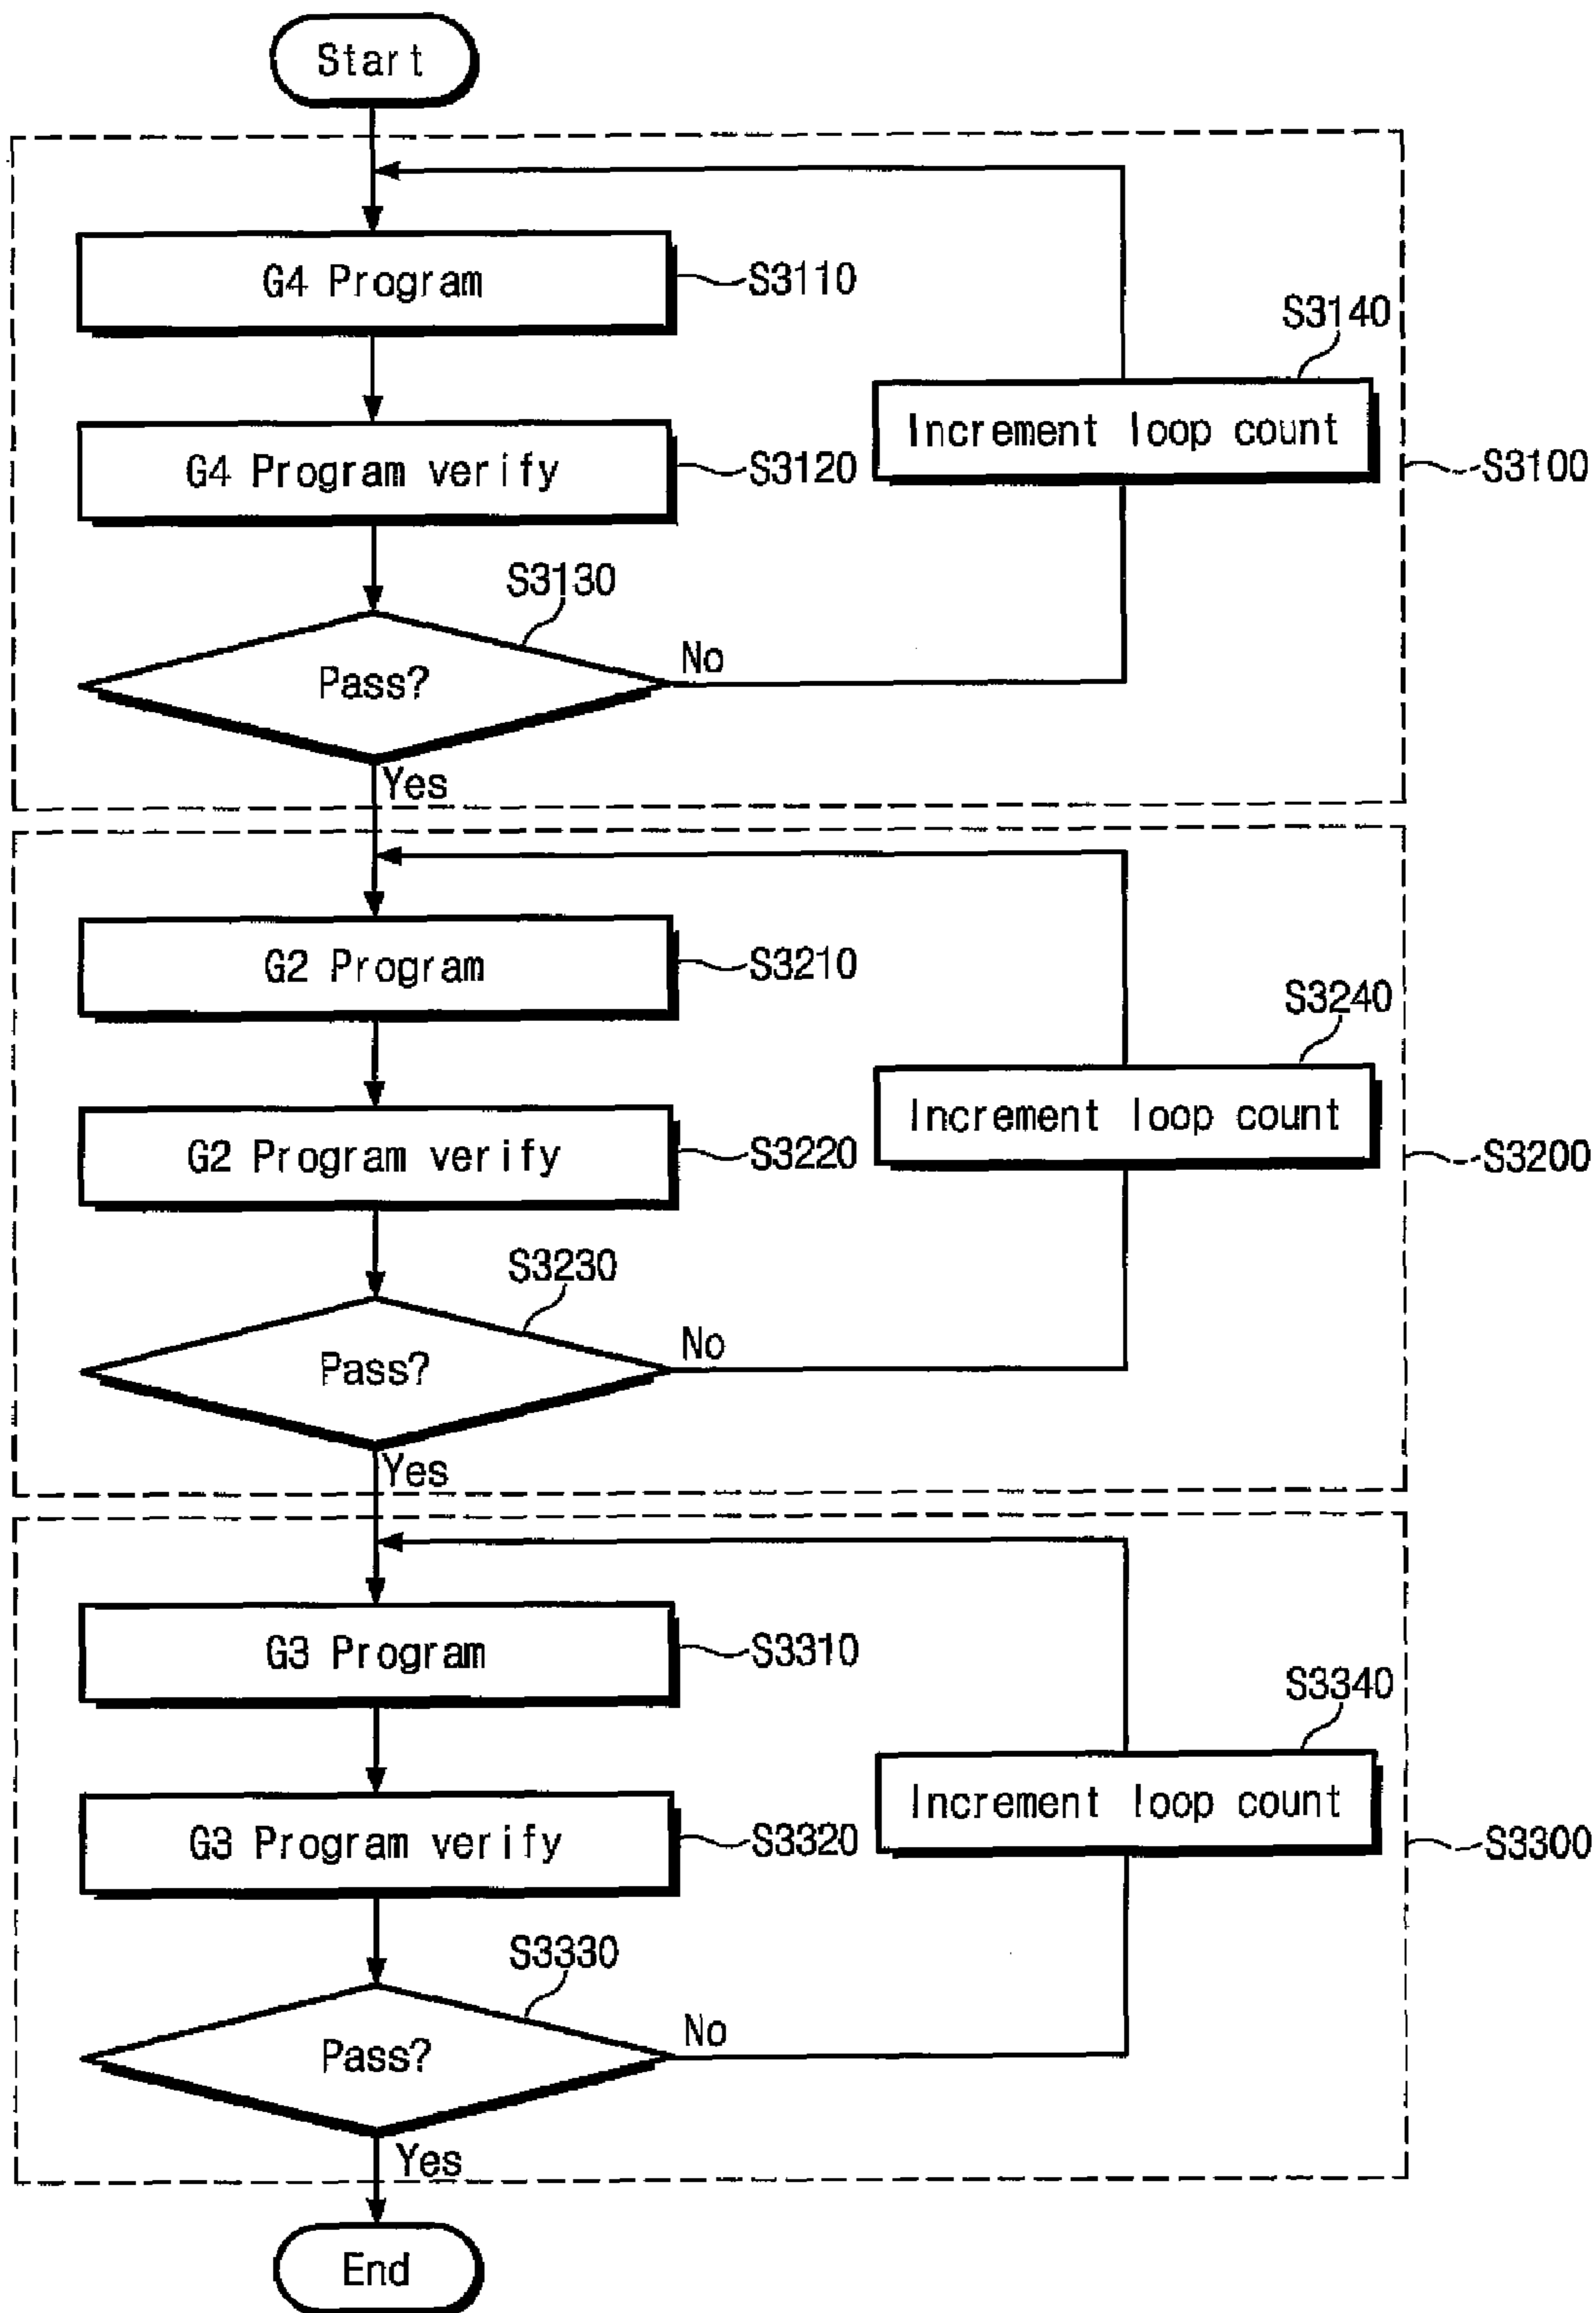 Start
G4 Program
S3110
S3140
Increment loop count
G4 Program verify
S3120
S3100
S3130
Pass?
No
Yes
G2 Program
S3210
S3240
Increment loop count
G2 Program verify
S3220
S3200
S3230
Pass?
No
Yes
G3 Program
S3310
S3340
Increment loop count
G3 Program verify
S3320
S3300
S3330
Pass?
No
Yes
End